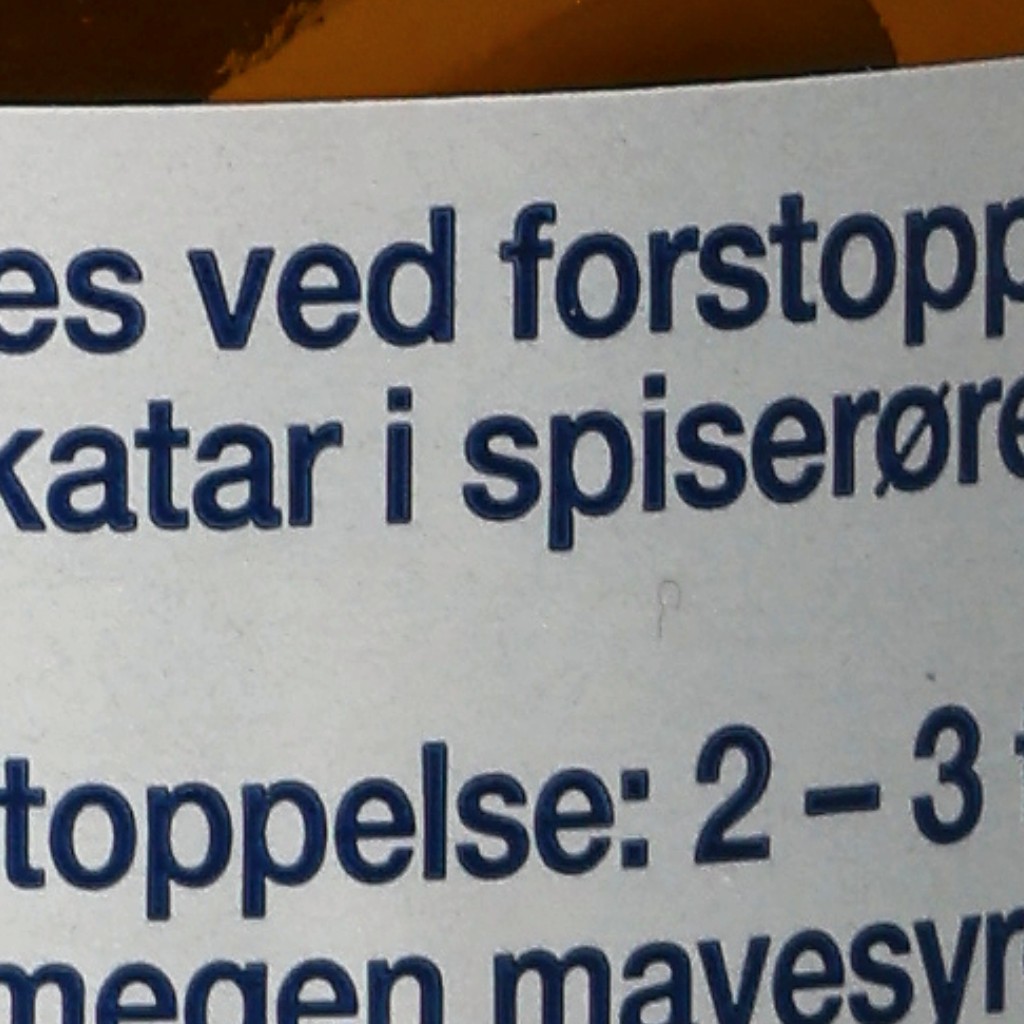 es ved forstopp
katar i spiserøre
toppelse: 2 – 3
megen mavesyr